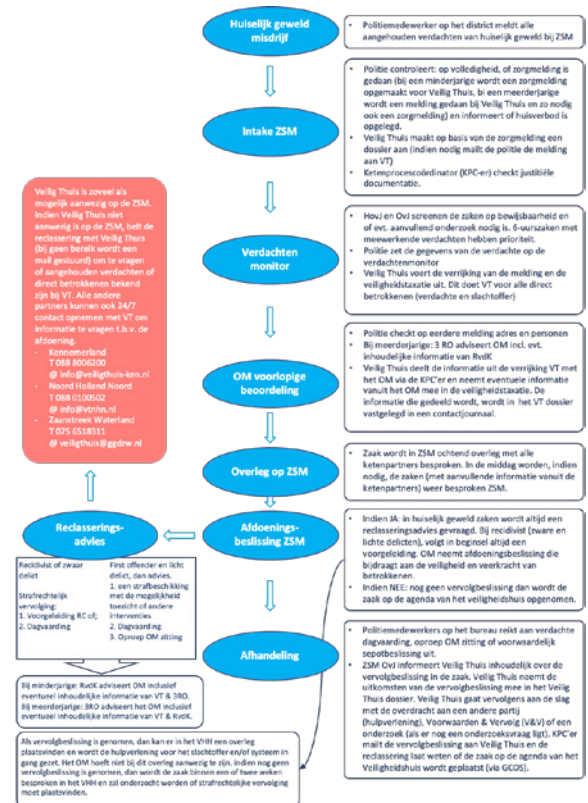 Huiselijk geweld
misdrijf
• Politiemedewerker op het district meldt alle
aangehouden verdachten van huiselijk geweld bij ZSM
Intake ZSM
• Politie controleert: op volledigheid, of zorgmelding is
gedaan (bij een minderjarige wordt een zorgmelding
opgemaakt voor Veilig Thuis, bi een meerderjarige
wordt een melding gedaan bij Veilig Thuis en zo nodig
ook een zorgmelding) en informeert of huisverbod is
opgelegd.
• Veilig Thuis maakt op basis van de zorgmelding een
dossier aan (indien nodig mailt de politie de melding
aan VT)
• Ketenprocescoördinator (KPC-er) checkt justitiële
documentatie.
Verdachten
monitor
• HovJ en OvJ screenen de zaken op bewijsbaarheid en
of evt. aanvullend onderzoek nodig is. 6-uurszaken met
meewerkende verdachten hebben prioriteit.
• Politie zet de gegevens van de verdachte op de
verdachtenmonitor
• Veilig Thuis voert de verrijking van de melding en de
veiligheidstaxatie uit. Dit doet VT voor alle direct
betrokkenen (verdachte en slachtoffer)
OM voorlopige
beoordeling
• Politie checkt op eerdere melding adres en personen
• Bij meerderjarige: 3 RO adviseert OM incl. evt.
inhoudelijke informatie van RvdK
• Veilig Thuis deelt de informatie uit de verrijking VT met
het OM via de KPC'er en neemt eventuele informatie
vanuit het OM mee in de veiligheidstaxatie. De
informatie die gedeeld wordt, wordt in het VT dossier
vastgelegd in een contactjournaal.
Overleg op ZSM
• Zaak wordt in ZSM ochtend overleg met alle
ketenpartners besproken. In de middag worden, indien
nodig, de zaken (met aanvullende informatie vanuit de
ketenpartners) weer besproken ZSM.
Afdoenings-
beslissing ZSM
• Indien JA: in huiselijk geweld zaken wordt altijd een
reclasseringsadvies gevraagd. Bij recidivist (zware en
lichte delicten), volgt in beginsel altijd een
voorgeleiding. OM neemt afdoeningsbeslissing die
bijdraagt aan de veiligheid en veerkracht van
betrokkenen.
• Indien NEE: nog geen vervolgbeslissing dan wordt de
zaak op de agenda van het veiligheidshuis opgenomen.
Afhandeling
• Politiemedewerkers op het bureau reikt aan verdachte
dagvaarding, oproep OM zitting of voorwaardelijk
sepotbeslissing uit.
• ZSM OvJ informeert Veilig Thuis inhoudelijk over de
vervolgbeslissing in de zaak. Veilig Thuis neemt de
uitkomsten van de vervolgbeslissing mee in het Veilig
Thuis dossier. Veilig Thuis gaat vervolgens aan de slag
met de overdracht aan een andere
partij (hulpverlening), Voorwaarden & Vervolg (V&V) of een
onderzoek (als er nog een onderzoeksvraag ligt). KPC'er
mailt de vervolgbeslissing aan Veilig Thuis en de
reclassering laat weten of de zaak op de agenda van het
Veiligheidshuis wordt geplaatst (via GCOS).
Veilig Thuis is zoveel als
mogelijk aanwezig op de ZSM.
Indien Veilig Thuis niet
aanwezig is op de ZSM, belt de
reclassering met Veilig Thuis
(bij geen bereik wordt een
mail gestuurd) om te vragen
of aangehouden verdachten of
direct betrokkenen bekend
zijn bij VT. Alle andere
partners kunnen ook 24/7
contact opnemen met VT om
informatie te vragen t.b.v. de
afdoening.
- Kennemerland
T 088 8006200
@ info@veiligthuis-ken.nl
- Noord Holland Noord
T 088 0100502
@ info@vtnhn.nl
- Zaanstreek Waterland
T 075 6518311
@ veiligthuis@ggdzw.nl
Reclasserings-
advies
Recidivist of zwaar
delict
Strafrechtelijk
vervolging:
1. Voorgeleiding RC of;
2. Dagvaarding
First offender en licht
delict, dan advies.
1. een strafbeschikking
met de mogelijkheid
toezicht of andere
interventies
2. Dagvaarding
3. Oproep OM zitting
Bij minderjarige: RvdK adviseert OM inclusief
eventueel inhoudelijke informatie van VT & 3RO.
Bij meerderjarige: 3RO adviseert het OM inclusief
eventueel inhoudelijke informatie van VT & RvdK.
Als vervolgbeslissing is genomen, dan kan er in het VHH een overleg
plaatsvinden en wordt de hulpverlening voor het slachtoffer en/of systeem in
gang gezet. Het OM hoeft niet bij dit overleg aanwezig te zijn. Indien nog geen
vervolgbeslissing is genomen, dan wordt de zaak binnen een of twee weken
besproken in het VHH en zal onderzocht worden of strafrechtelijke vervolging
moet plaatsvinden.